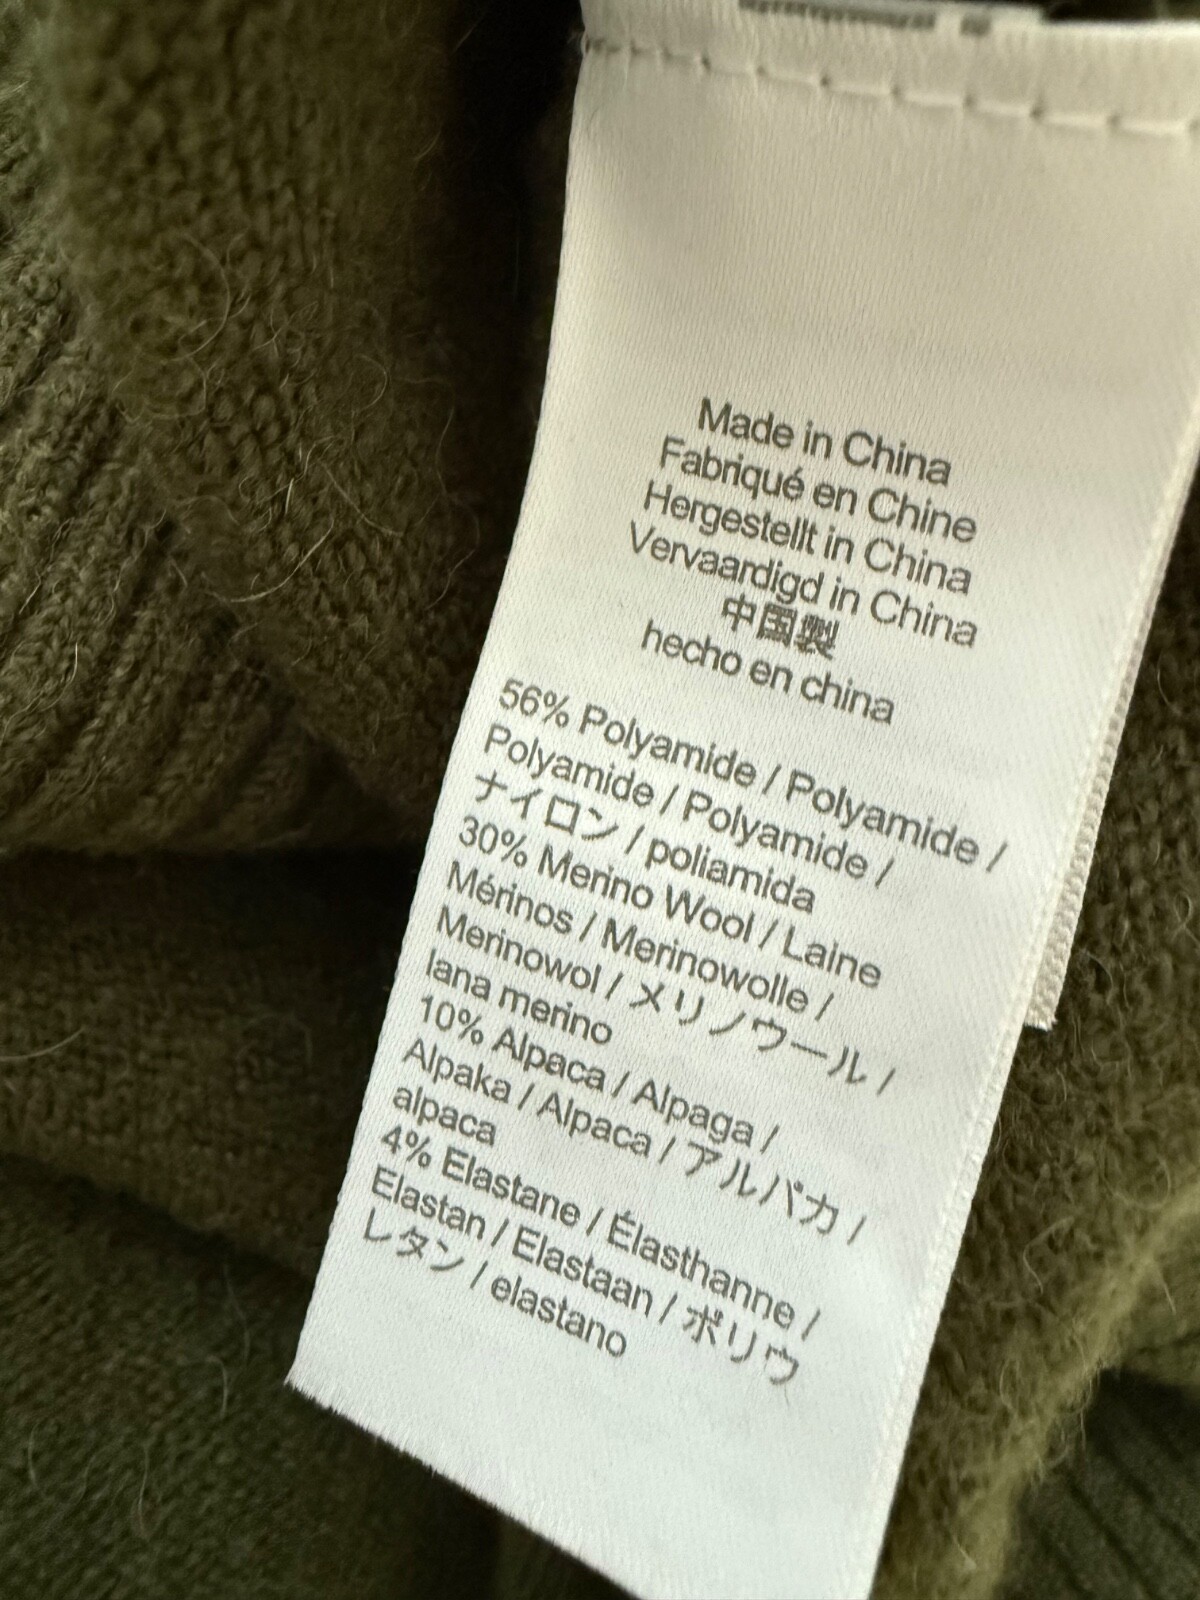 Made in China
Fabriqué en Chine
Hergestellt in China
Vervaardigd in China
中国製
hecho en china
56% Polyamide / Polyamide /
Polyamide / Polyamide /
ナイロン / poliamida
30% Merino Wool / Laine
Mérinos / Merinowolle /
Merinowol / メリノウール /
lana merino
10% Alpaca / Alpaga /
Alpaka / Alpaca / アルパカ /
alpaca
4% Elastane / Élasthanne /
Elastan / Elastaan / ポリウ
レタン / elastano